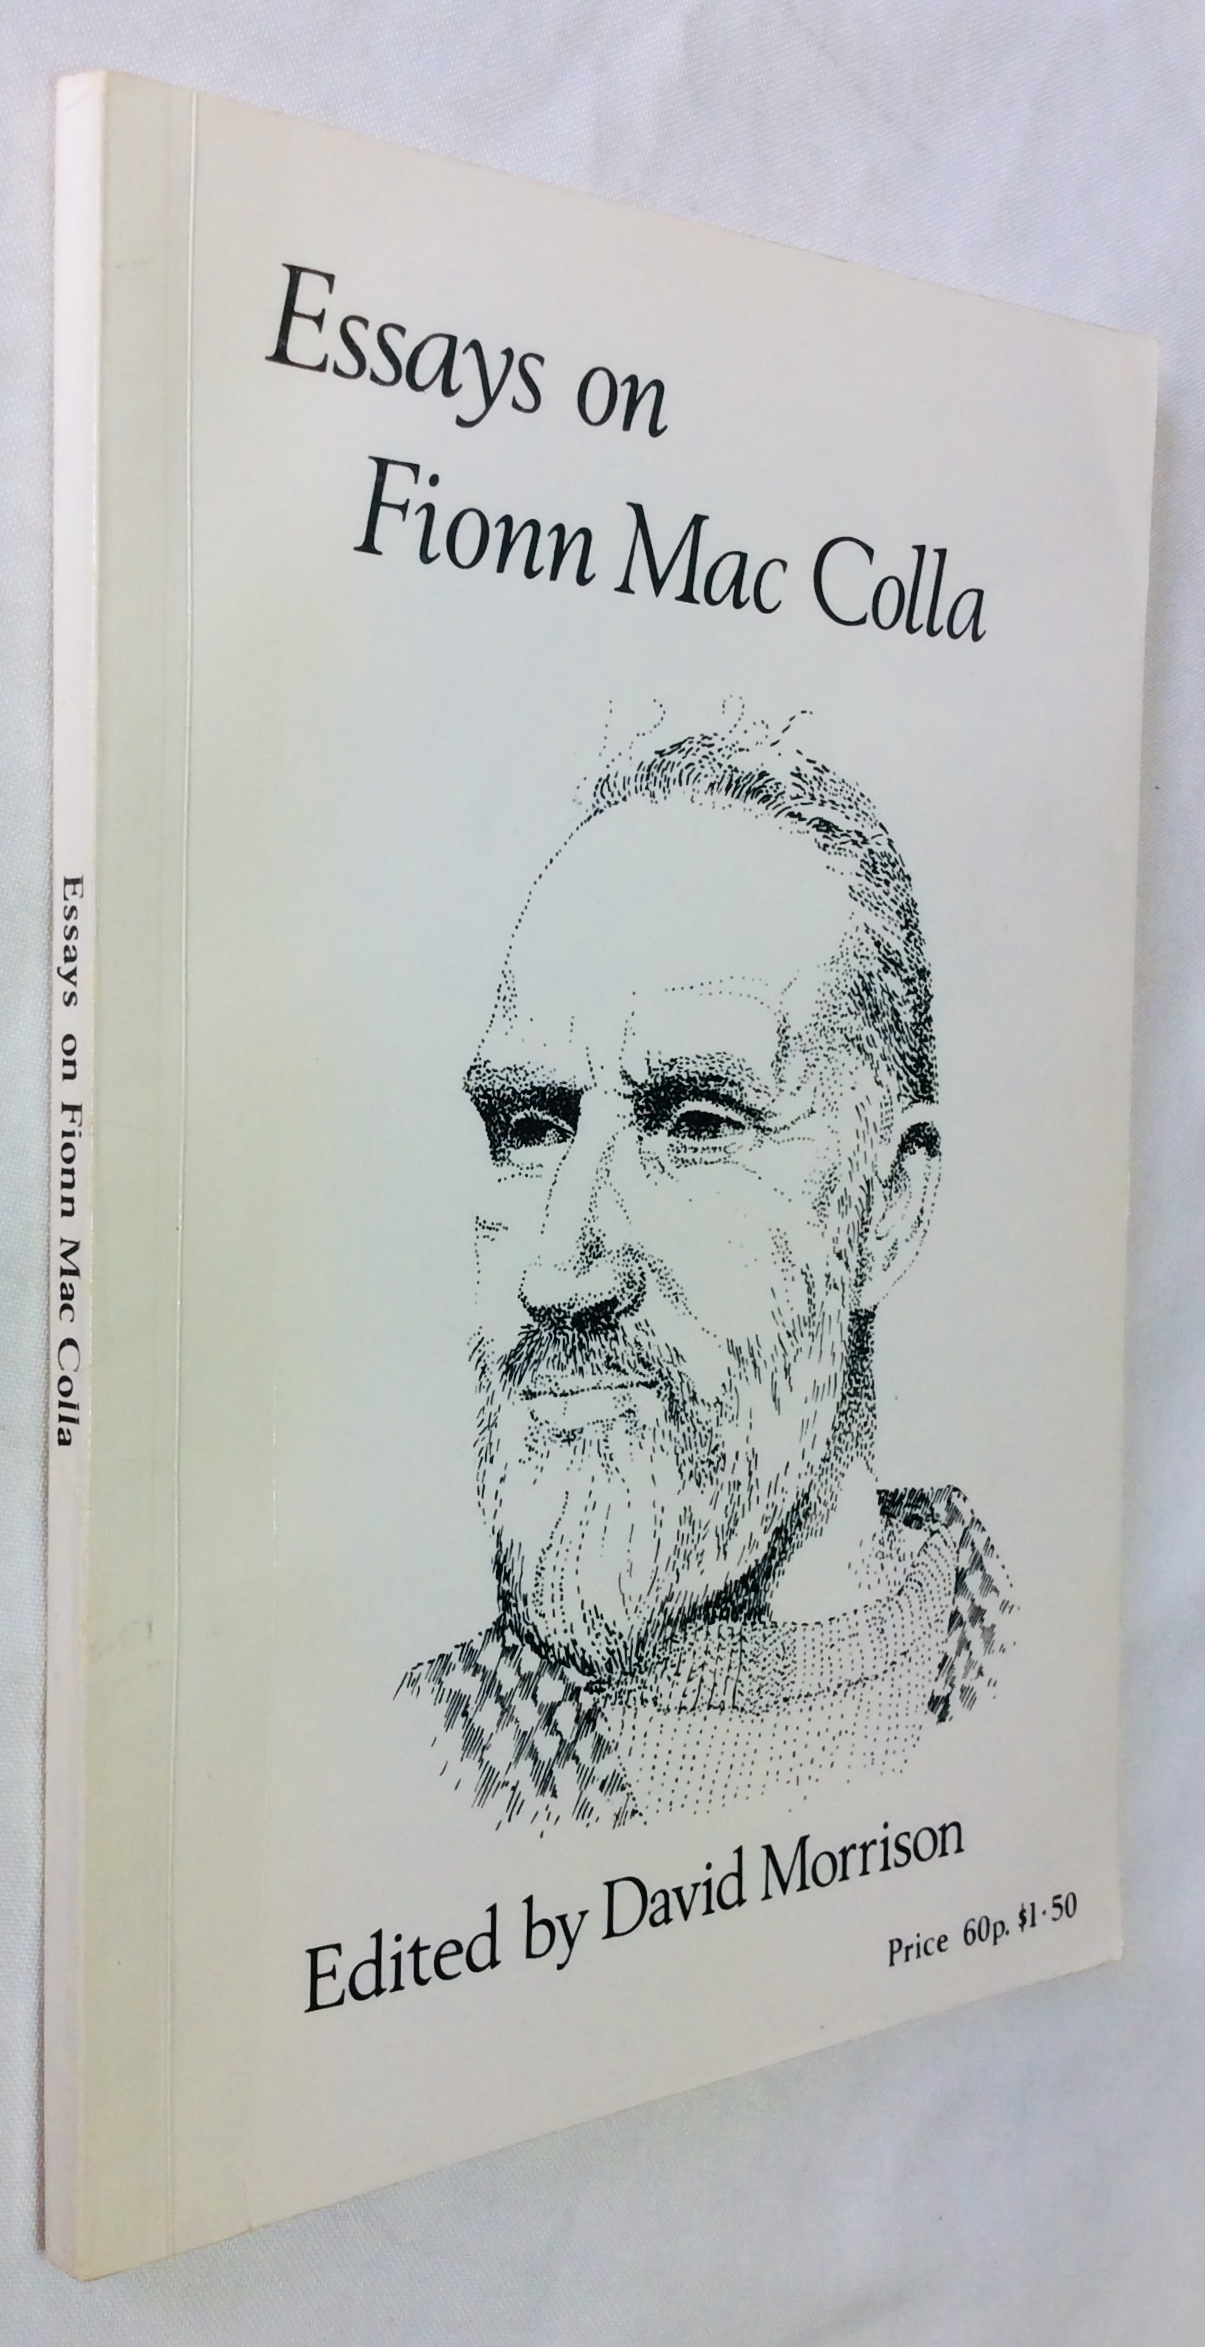 Essays on
Fionn Mac Colla
Edited by David Morrison
Price 60p. $1·50
Essays on Fionn Mac Colla